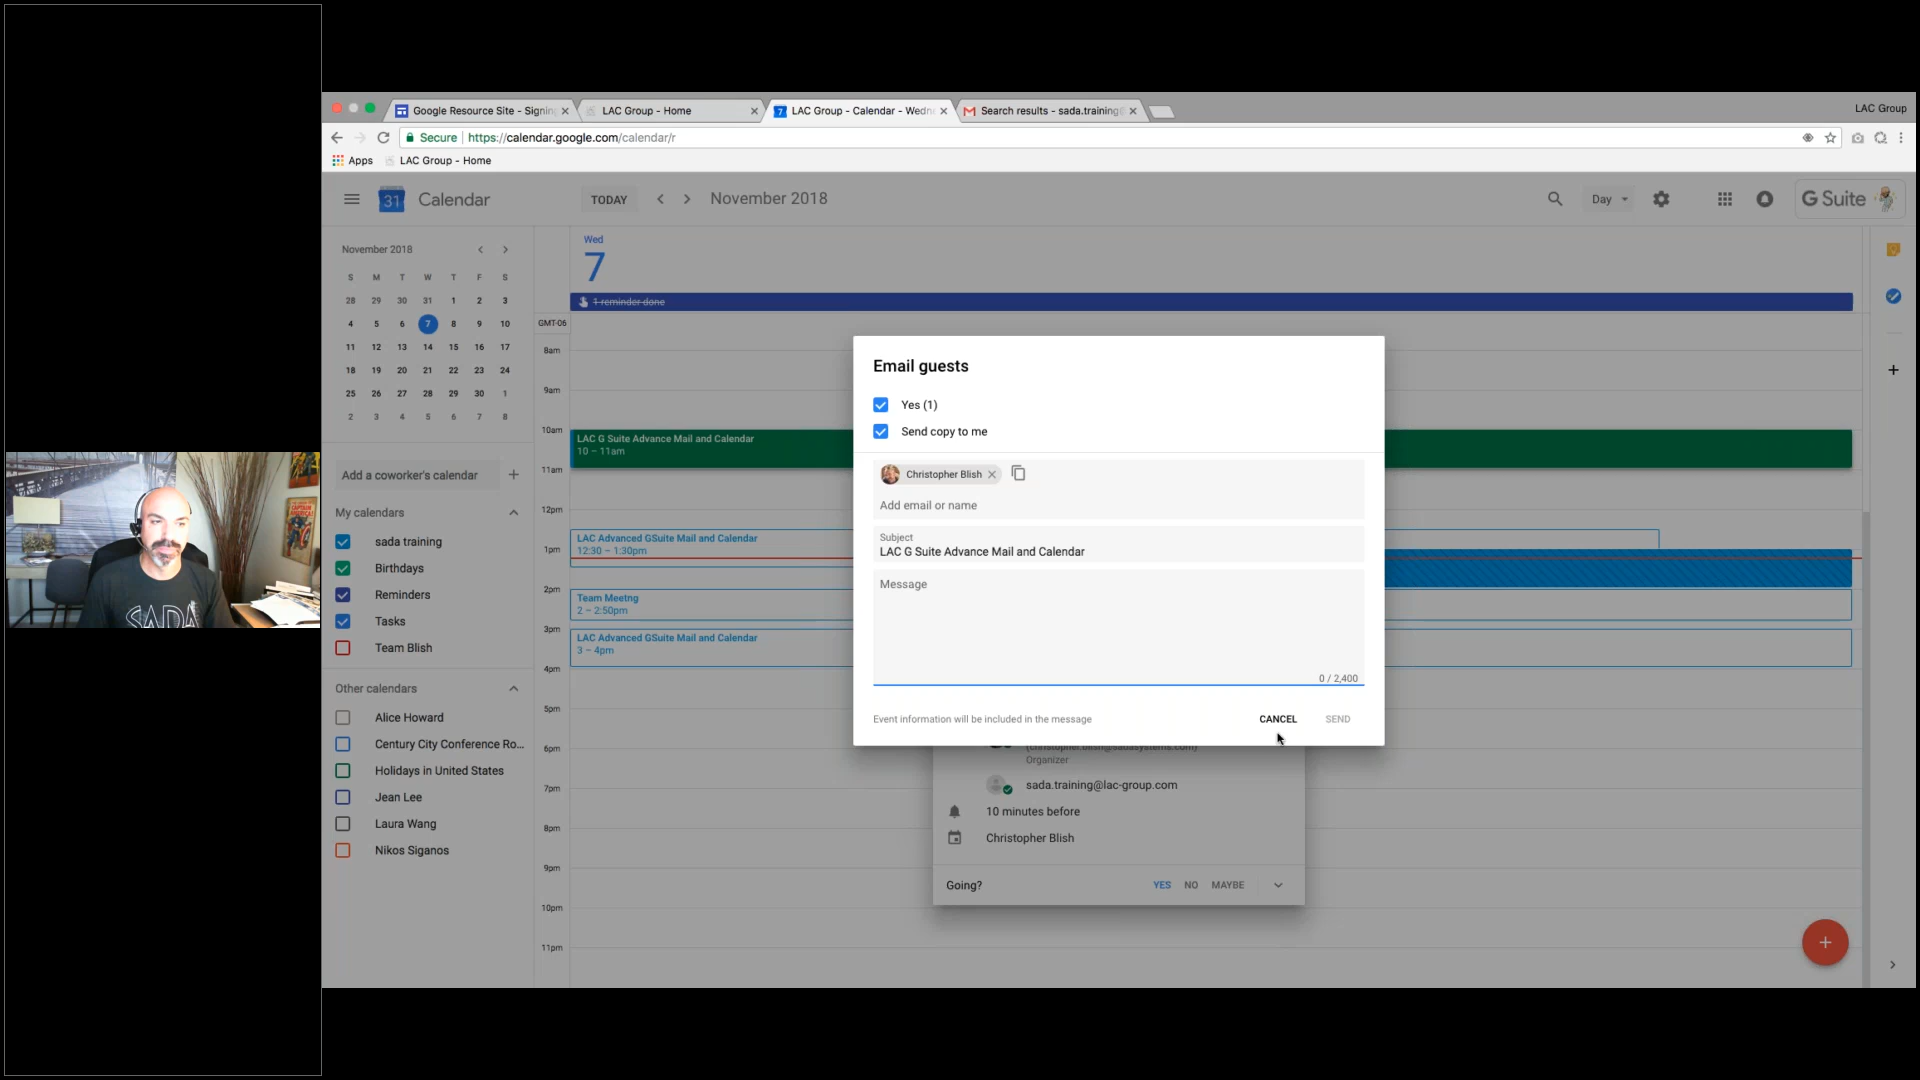 Google Resource Site - Signin
LAC Group - Home
LAC Group - Calendar - Wedn
Search results - sada.training
LAC Group
Secure
https://calendar.google.com/calendar/r
Apps
LAC Group - Home
31
Calendar
TODAY
November 2018
Day
G Suite
November 2018
S M T W T F S
28 29 30 31 1 2 3
4 5 6 7 8 9 10
11 12 13 14 15 16 17
18 19 20 21 22 23 24
25 26 27 28 29 30 1
2 3 4 5 6 7 8
Add a coworker's calendar
My calendars
sada training
Birthdays
Reminders
Tasks
Team Blish
Other calendars
Alice Howard
Century City Conference Ro...
Holidays in United States
Jean Lee
Laura Wang
Nikos Siganos
Wed
7
1 reminder done
GMT-06
8am
9am
10am
11am
12pm
1pm
2pm
3pm
4pm
5pm
6pm
7pm
8pm
9pm
10pm
11pm
LAC G Suite Advance Mail and Calendar
10 – 11am
LAC Advanced GSuite Mail and Calendar
12:30 – 1:30pm
Team Meetng
2 – 2:50pm
LAC Advanced GSuite Mail and Calendar
3 – 4pm
Email guests
Yes (1)
Send copy to me
Christopher Blish
Add email or name
Subject
LAC G Suite Advance Mail and Calendar
Message
0 / 2,400
Event information will be included in the message
CANCEL
SEND
(christopher.blish@sadasystems.com)
Organizer
sada.training@lac-group.com
10 minutes before
Christopher Blish
Going?
YES
NO
MAYBE
SADA